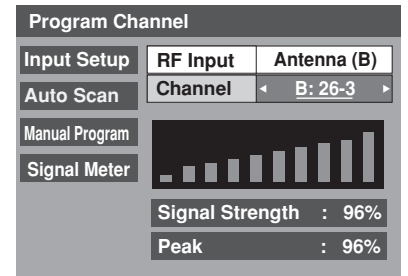 Program Channel
Input Setup
RF Input Antenna (B)
Auto Scan
Channel B: 26-3
Manual Program
Signal Meter
Signal Strength : 96%
Peak : 96%